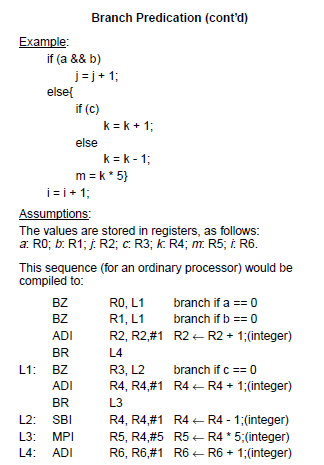 Branch Predication (cont'd)
Example:
if (a && b)
j = j + 1;
else{
if (c)
k = k + 1;
else
k = k - 1;
m = k * 5}
i = i + 1;
Assumptions:
The values are stored in registers, as follows:
a: R0; b: R1; j: R2; c: R3; k: R4; m: R5; i: R6.
This sequence (for an ordinary processor) would be
compiled to:
BZ R0, L1 branch if a == 0
BZ R1, L1 branch if b == 0
ADI R2, R2,#1 R2 ← R2 + 1;(integer)
BR L4
L1: BZ R3, L2 branch if c == 0
ADI R4, R4,#1 R4 ← R4 + 1;(integer)
BR L3
L2: SBI R4, R4,#1 R4 ← R4 - 1;(integer)
L3: MPI R5, R4,#5 R5 ← R4 * 5;(integer)
L4: ADI R6, R6,#1 R6 ← R6 + 1;(integer)